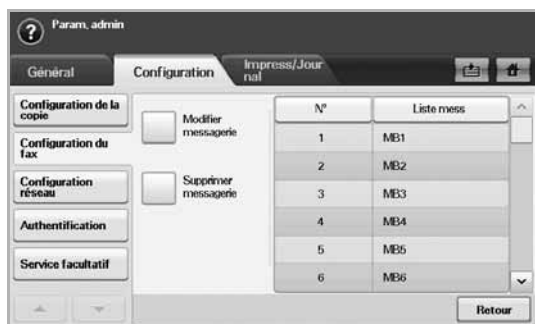 Param. admin
Général
Configuration
Impress/Jour
nal
Configuration de la
copie
Configuration du
fax
Configuration
réseau
Authentification
Service facultatif
Modifier
messagerie
Supprimer
messagerie
N° Liste mess
1 MB1
2 MB2
3 MB3
4 MB4
5 MB5
6 MB6
Retour